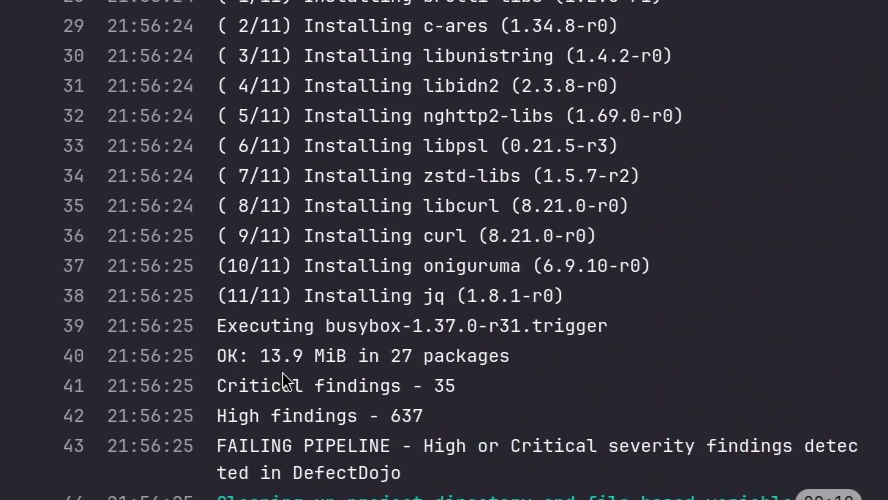 29 21:56:24 ( 2/11) Installing c-ares (1.34.8-r0)
30 21:56:24 ( 3/11) Installing libunistring (1.4.2-r0)
31 21:56:24 ( 4/11) Installing libidn2 (2.3.8-r0)
32 21:56:24 ( 5/11) Installing nghttp2-libs (1.69.0-r0)
33 21:56:24 ( 6/11) Installing libpsl (0.21.5-r3)
34 21:56:24 ( 7/11) Installing zstd-libs (1.5.7-r2)
35 21:56:24 ( 8/11) Installing libcurl (8.21.0-r0)
36 21:56:25 ( 9/11) Installing curl (8.21.0-r0)
37 21:56:25 (10/11) Installing oniguruma (6.9.10-r0)
38 21:56:25 (11/11) Installing jq (1.8.1-r0)
39 21:56:25 Executing busybox-1.37.0-r31.trigger
40 21:56:25 OK: 13.9 MiB in 27 packages
41 21:56:25 Critical findings - 35
42 21:56:25 High findings - 637
43 21:56:25 FAILING PIPELINE - High or Critical severity findings detec
ted in DefectDojo